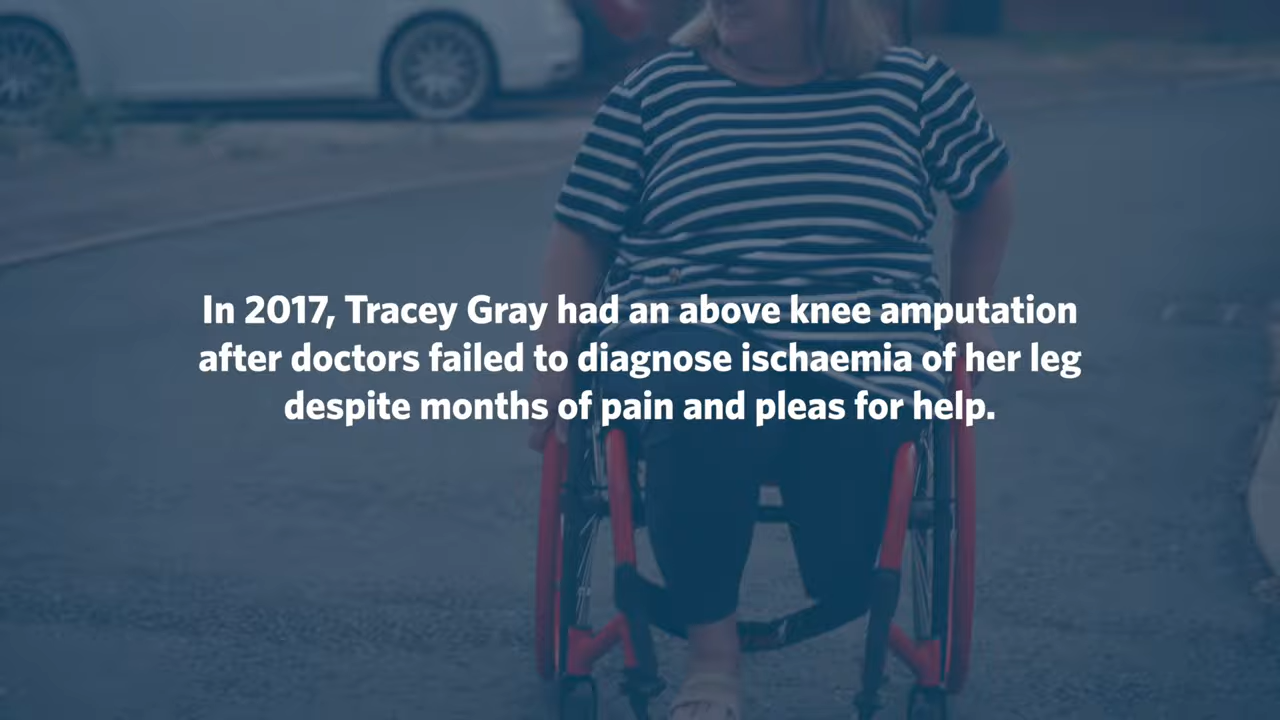 In 2017, Tracey Gray had an above knee amputation
after doctors failed to diagnose ischaemia of her leg
despite months of pain and pleas for help.